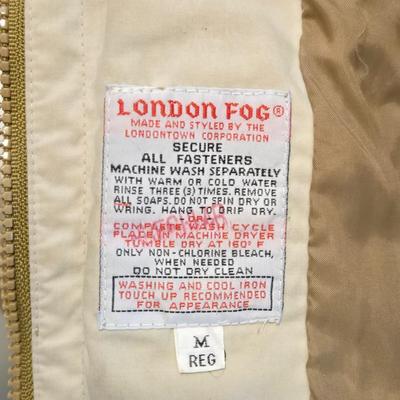 LONDON FOG®
MADE AND STYLED BY THE
LONDONTOWN CORPORATION
SECURE
ALL FASTENERS
MACHINE WASH SEPARATELY
WITH WARM OR COLD WATER
RINSE THREE (3) TIMES. REMOVE
ALL SOAPS. DO NOT SPIN DRY OR
WRING. HANG TO DRIP DRY.
-OR-
COMPLETE WASH CYCLE
PLACE IN MACHINE DRYER
TUMBLE DRY AT 160° F
ONLY NON-CHLORINE BLEACH,
WHEN NEEDED
DO NOT DRY CLEAN
WASHING AND COOL IRON
TOUCH UP RECOMMENDED
FOR APPEARANCE
M
REG